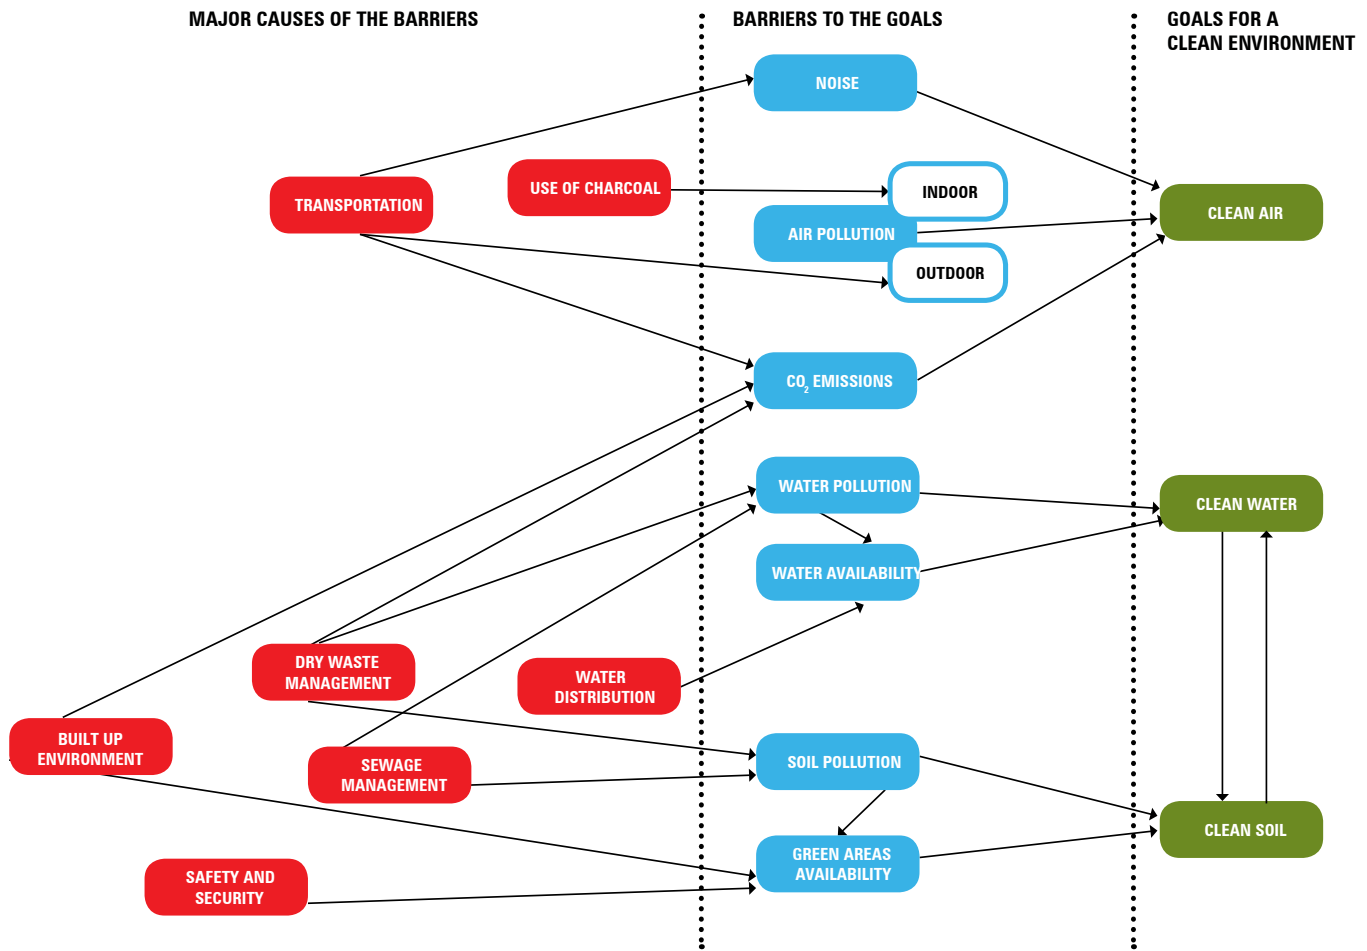 MAJOR CAUSES OF THE BARRIERS
BARRIERS TO THE GOALS
GOALS FOR A
CLEAN ENVIRONMENT
NOISE
USE OF CHARCOAL
INDOOR
TRANSPORTATION
CLEAN AIR
AIR POLLUTION
OUTDOOR
CO₂ EMISSIONS
WATER POLLUTION
CLEAN WATER
WATER AVAILABILITY
DRY WASTE
MANAGEMENT
WATER
DISTRIBUTION
BUILT UP
ENVIRONMENT
SEWAGE
MANAGEMENT
SOIL POLLUTION
CLEAN SOIL
GREEN AREAS
AVAILABILITY
SAFETY AND
SECURITY